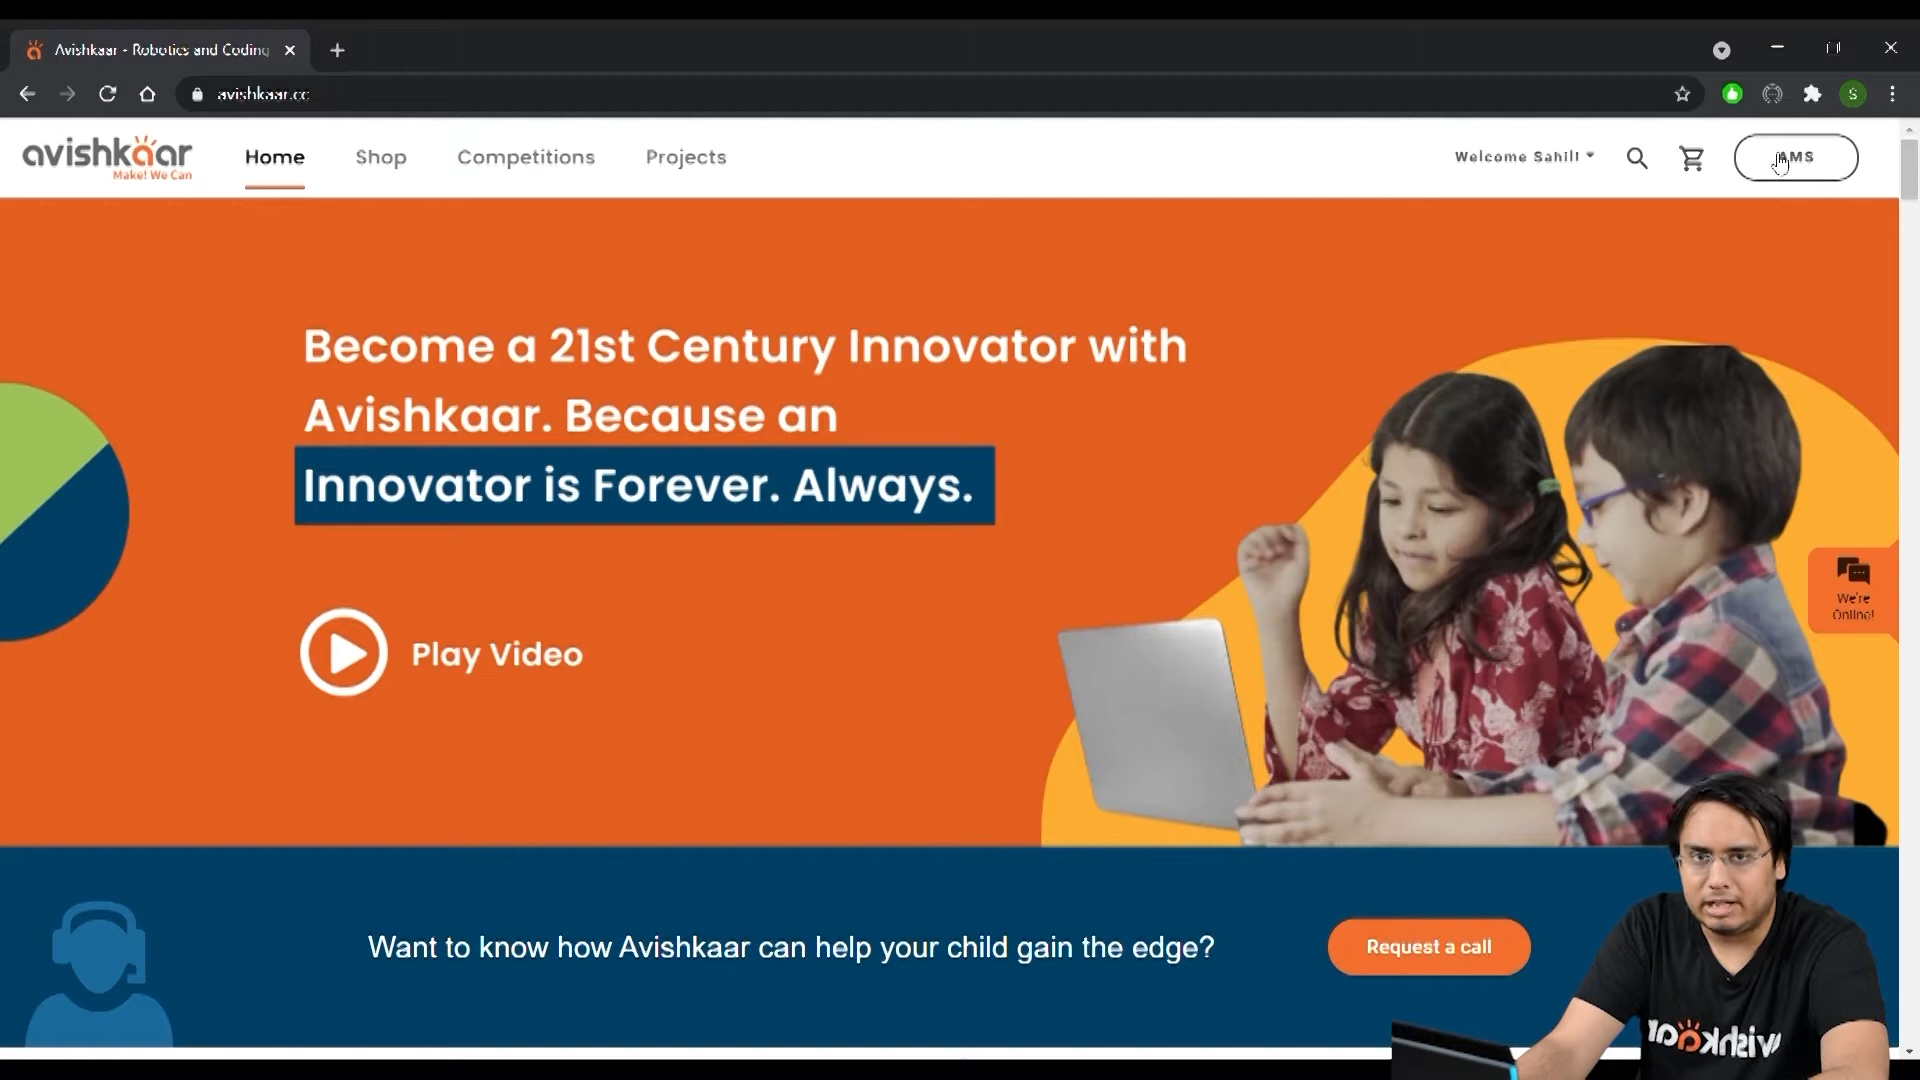 Avishkaar - Robotics and Coding
avishkaar.cc
avishkaar
Make! We Can
Home
Shop
Competitions
Projects
Welcome Sahil!
AMS
Become a 21st Century Innovator with
Avishkaar. Because an
Innovator is Forever. Always.
Play Video
We're
Online!
Want to know how Avishkaar can help your child gain the edge?
Request a call
S